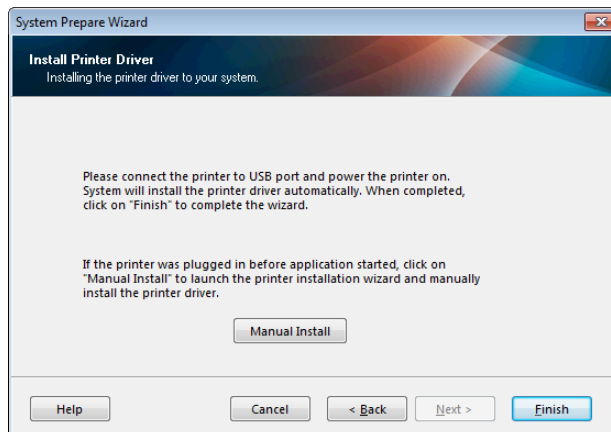 System Prepare Wizard
Install Printer Driver
Installing the printer driver to your system.
Please connect the printer to USB port and power the printer on.
System will install the printer driver automatically. When completed,
click on "Finish" to complete the wizard.
If the printer was plugged in before application started, click on
"Manual Install" to launch the printer installation wizard and manually
install the printer driver.
Manual Install
Help Cancel < Back Next > Finish